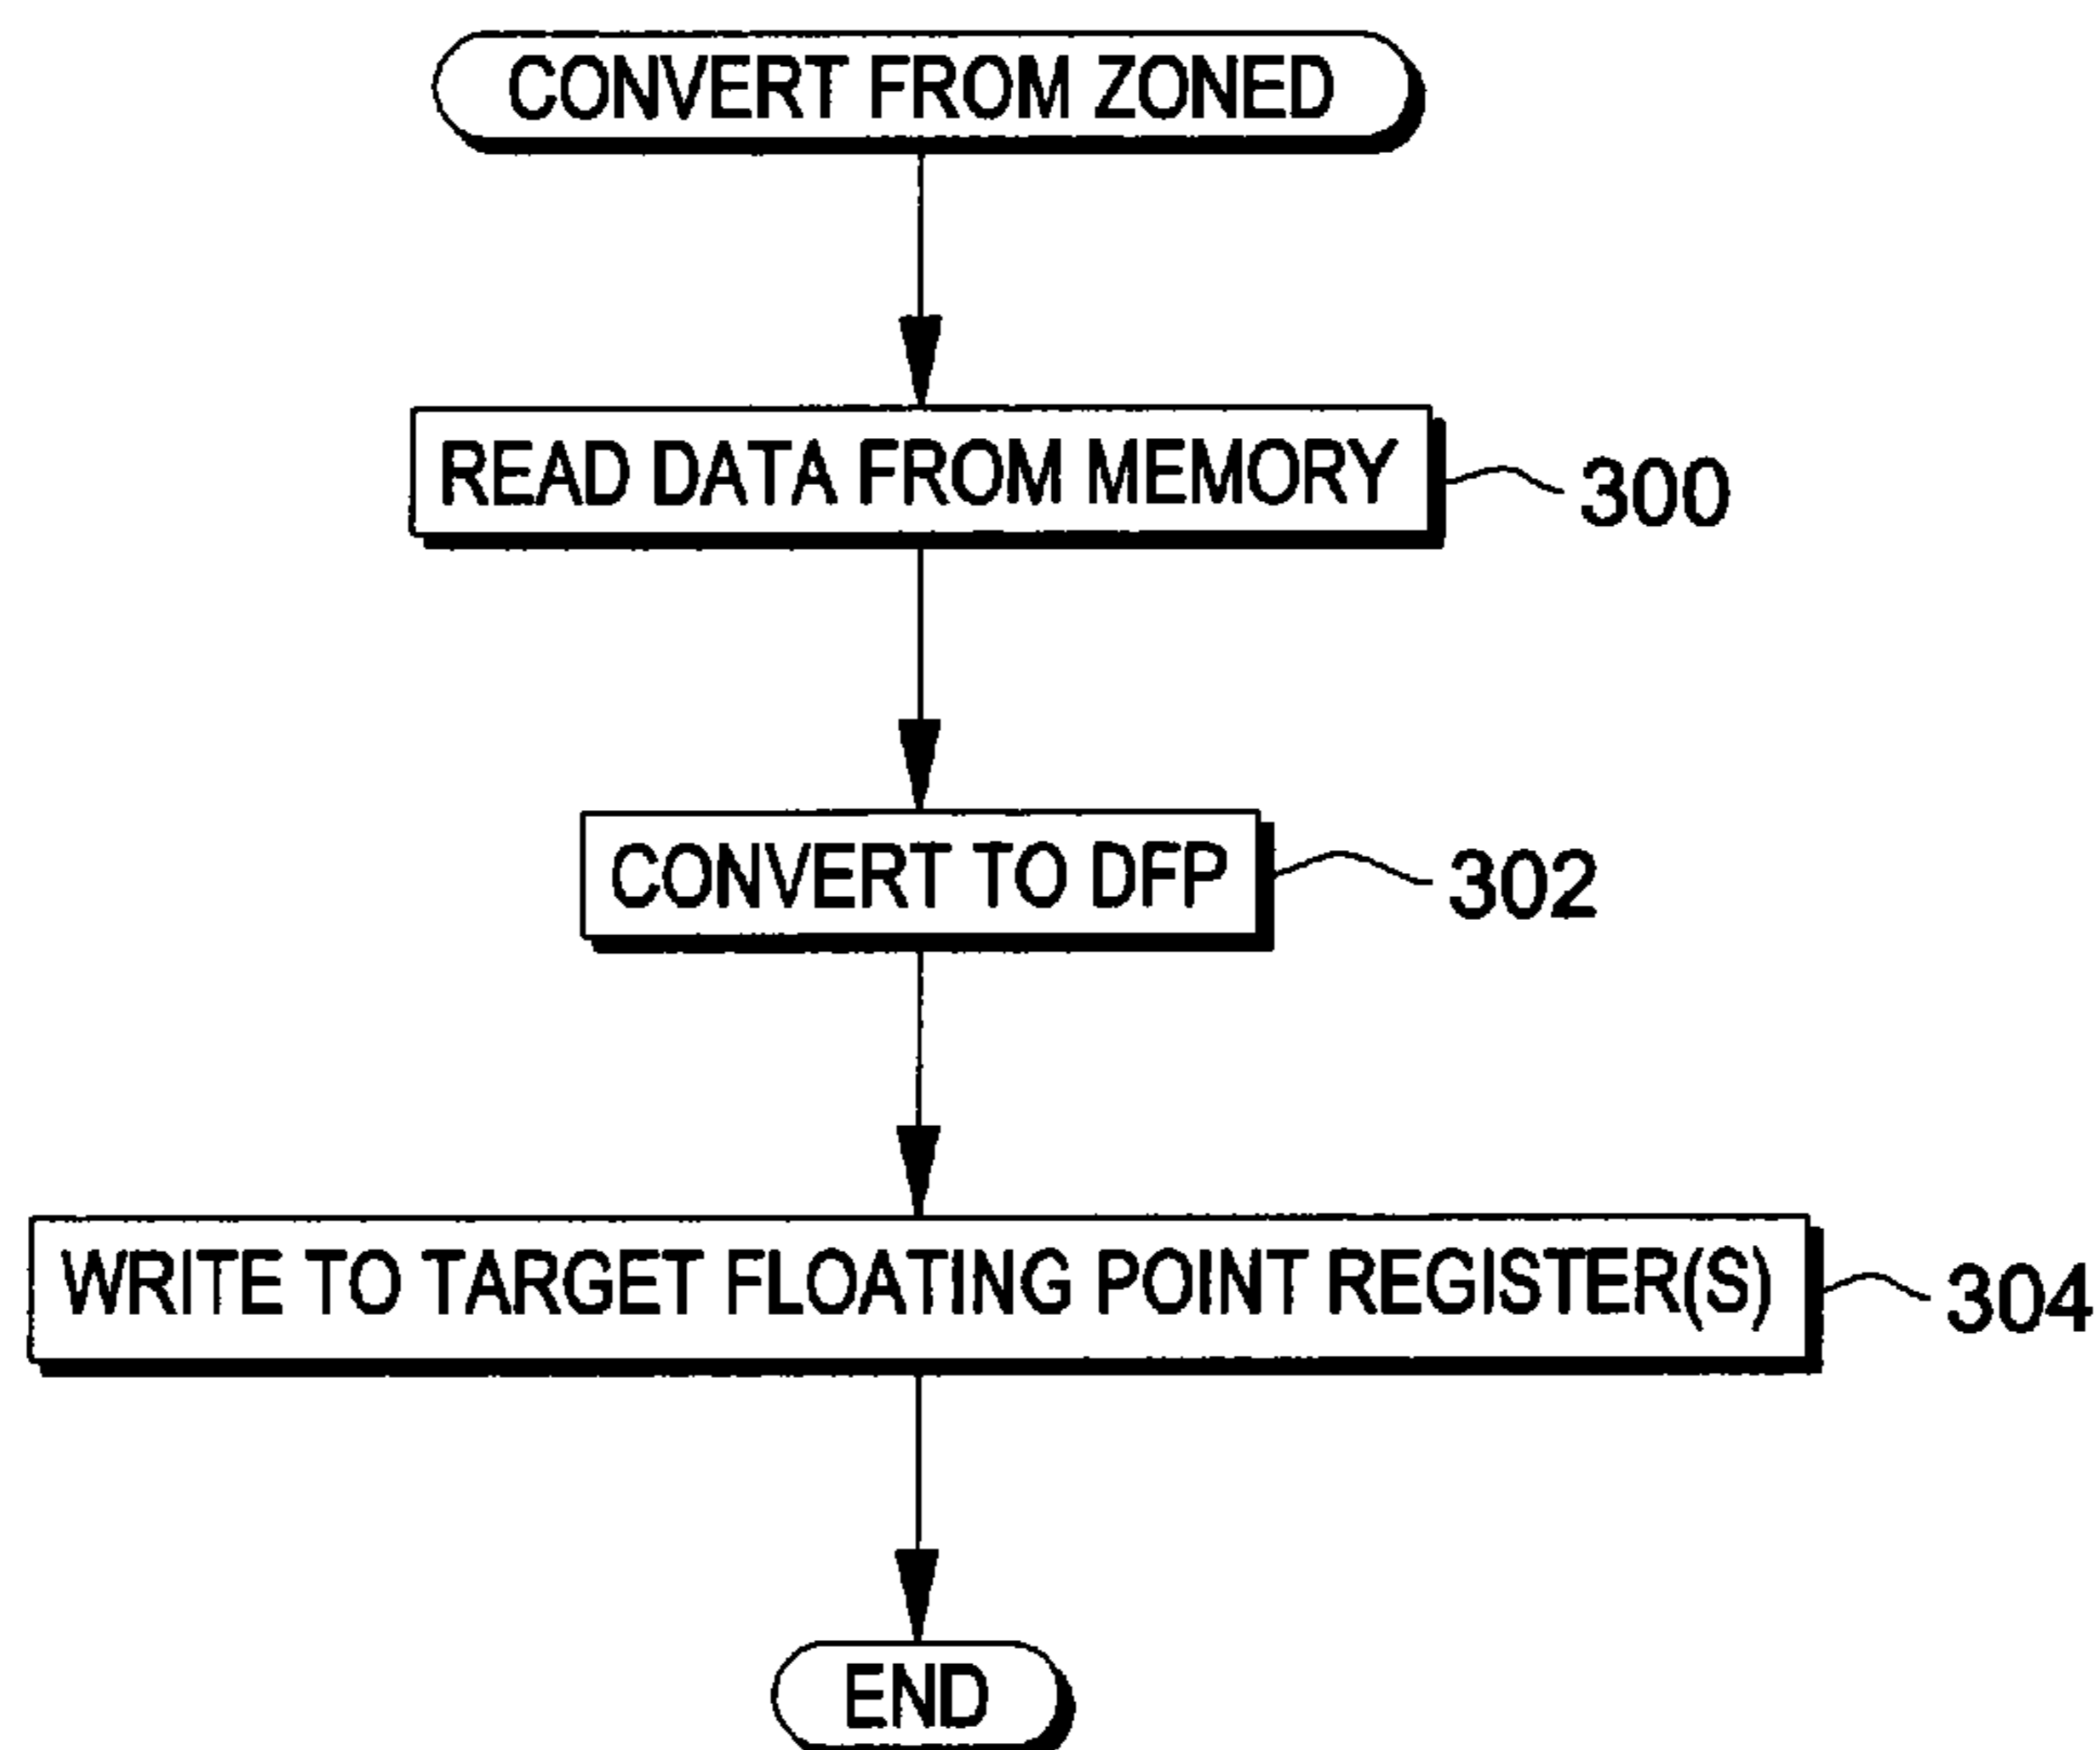 CONVERT FROM ZONED
READ DATA FROM MEMORY
300
CONVERT TO DFP
302
WRITE TO TARGET FLOATING POINT REGISTER(S)
304
END